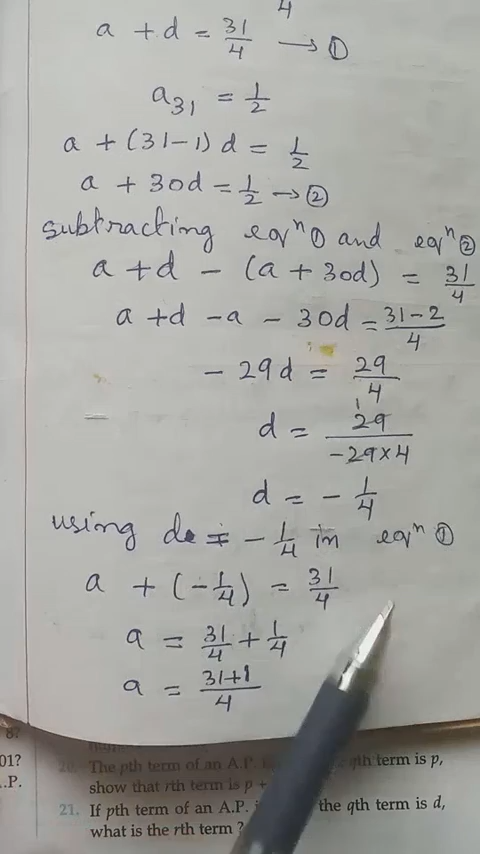 4
a + d = 31/4 → ①
a₃₁ = 1/2
a + (31-1) d = 1/2
a + 30d = 1/2 → ②
subtracting eqⁿ ① and eqⁿ ②
a + d - (a + 30d) = 31/4
a + d - a - 30d = 31-2/4
- 29d = 29/4
d = 29/-29×4
d = - 1/4
using d = - 1/4 in eqⁿ ①
a + (-1/4) = 31/4
a = 31/4 + 1/4
a = 31+1/4
8?
01?
..P.
20. The pth term of an A.P. qth term is p,
show that rth term is p +
21. If pth term of an A.P. the qth term is d,
what is the rth term ?